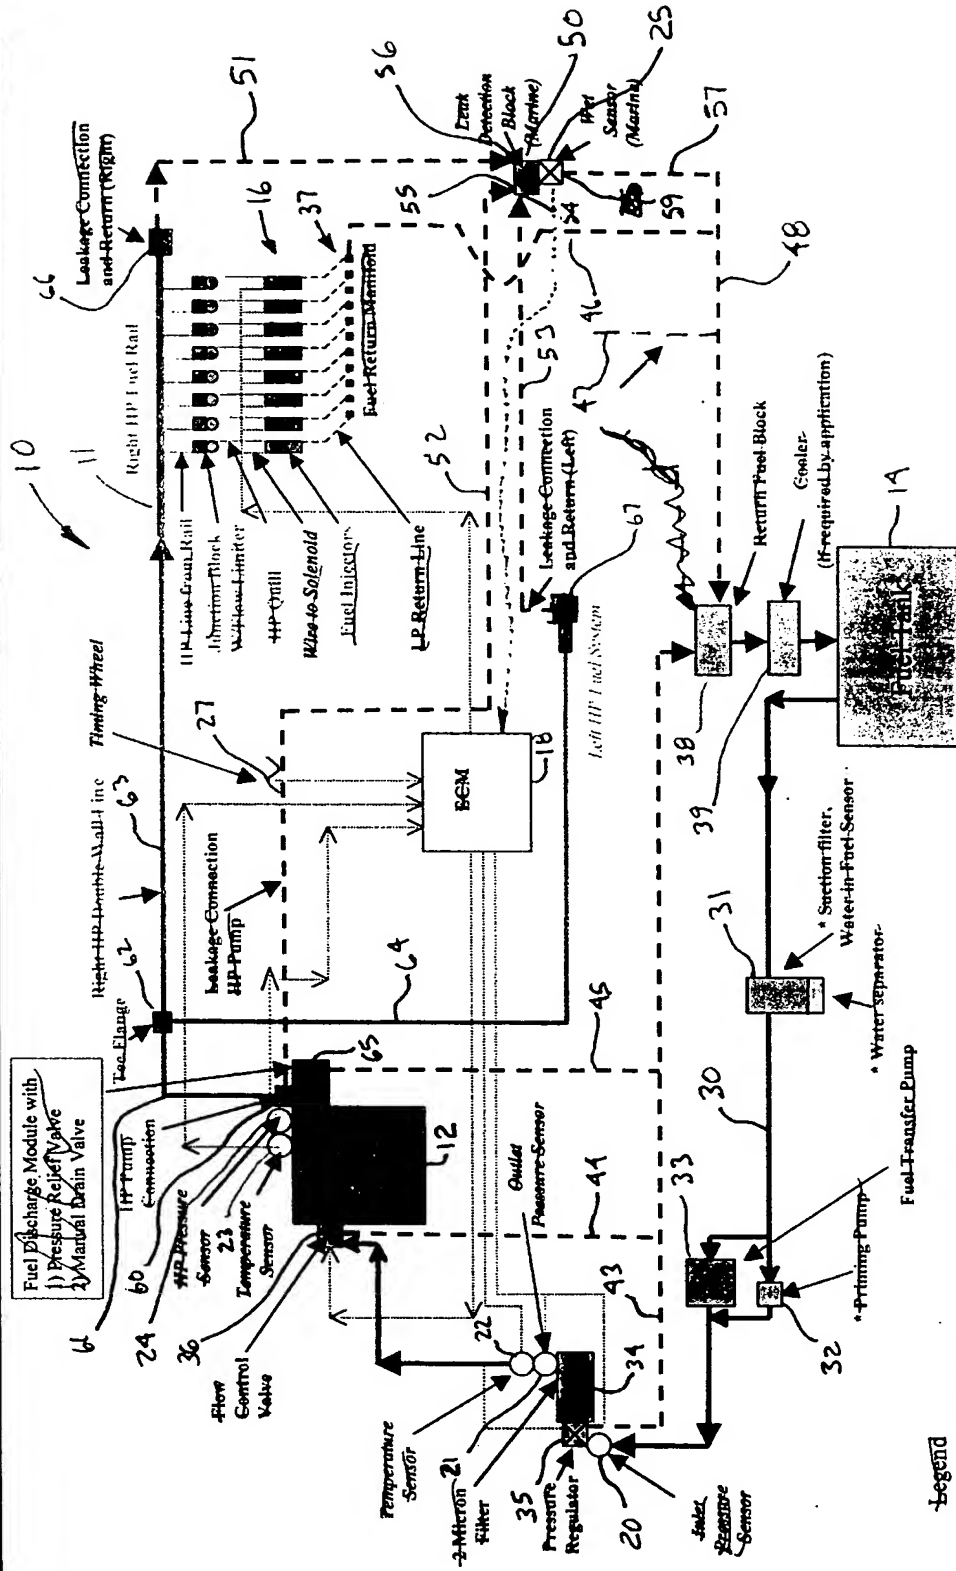 Fuel Discharge Module with
1) Pressure Relief Valve
2) Manual Drain Valve
61
60
24
36
Flow
Control
Valve
HP Pump
Connection
HP Pressure
Sensor
23
Temperature
Sensor
Tee Flange
62
Right HP Double Wall Line
63
65
12
Leakage Connection
HP Pump
64
Timing Wheel
27
ECM
18
10
11
Right HP Fuel Rail
66
Leakage Connection
and Return (Right)
HP Line from Rail
Junction Block
W/Flow Limiter
HP Quill
Wire to Solenoid
Fuel Injectors
LP Return Line
16
37
Fuel Return Manifold
51
52
56
55
Leak
Detection
Block
(Marine)
50
Wet
Sensor
(Marine)
25
54
59
57
53
46
47
48
Leakage Connection
and Return (Left)
67
Left HP Fuel System
38
Return Fuel Block
39
Cooler
(If required by application)
14
Fuel Tank
31
* Suction filter,
Water in Fuel Sensor
* Water separator
30
45
44
43
33
Fuel Transfer Pump
* Priming Pump
32
Outlet
Pressure Sensor
22
Temperature
Sensor
21
2 Micron
Filter
34
35
Pressure
Regulator
20
Inlet
Pressure
Sensor
Legend